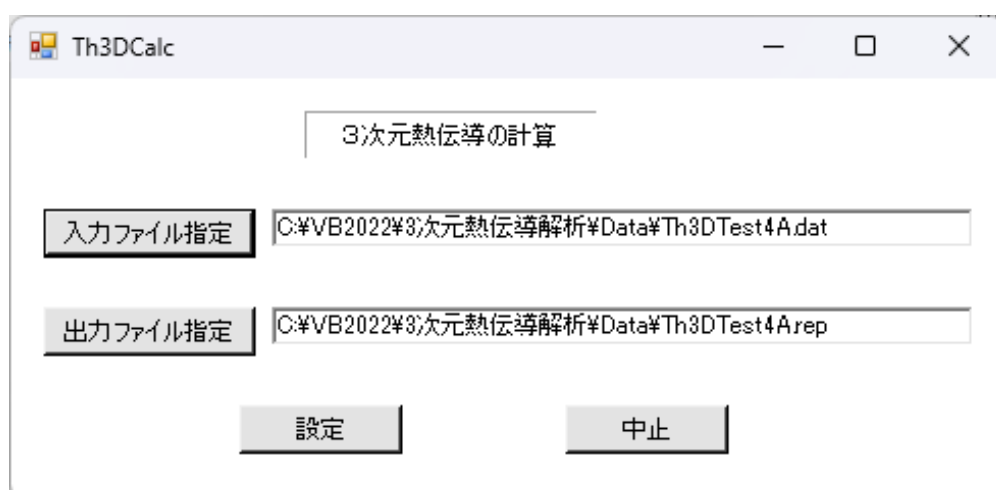 Th3DCalc
3次元熱伝導の計算
入力ファイル指定 C:¥VB2022¥3次元熱伝導解析¥Data¥Th3DTest4A.dat
出力ファイル指定 C:¥VB2022¥3次元熱伝導解析¥Data¥Th3DTest4A.rep
設定 中止